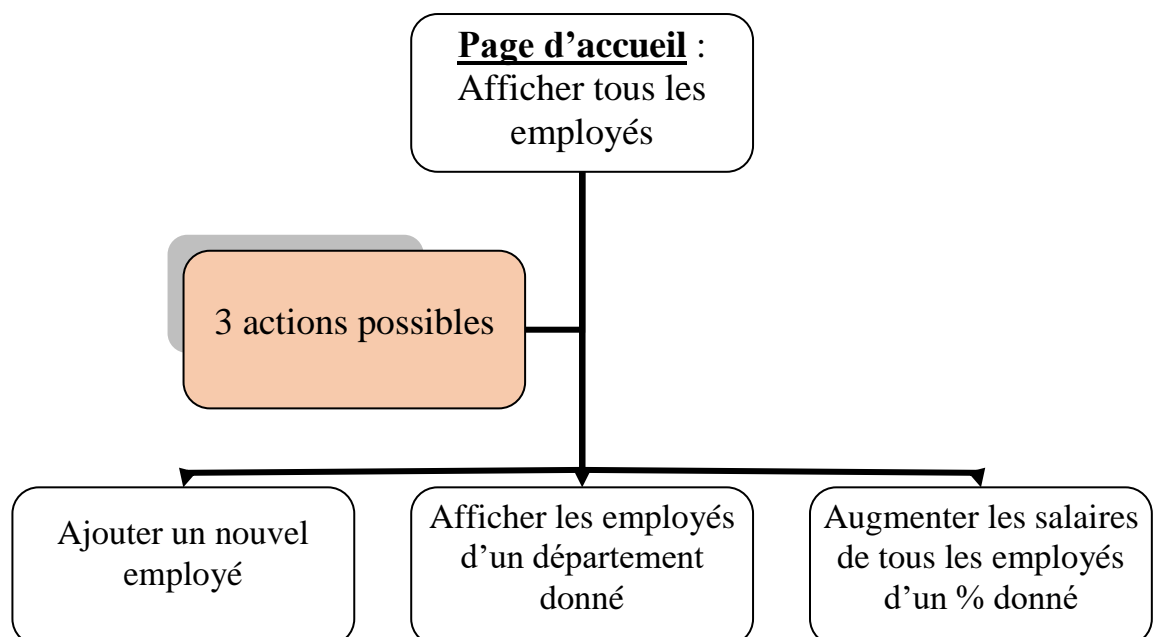 Page d’accueil :
Afficher tous les
employés
3 actions possibles
Ajouter un nouvel
employé
Afficher les employés
d’un département
donné
Augmenter les salaires
de tous les employés
d’un % donné